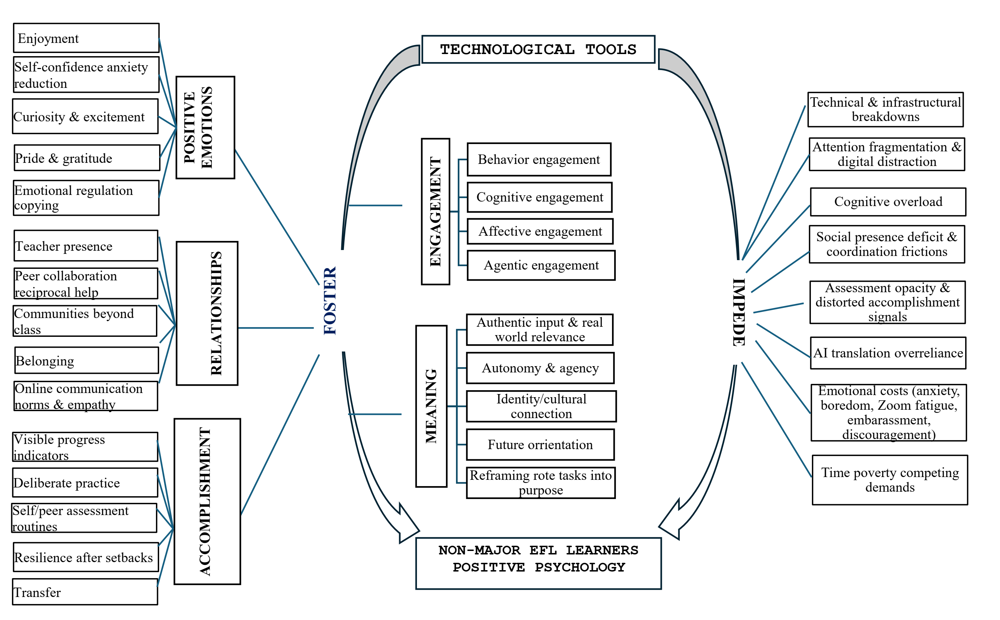 TECHNOLOGICAL TOOLS
FOSTER
POSITIVE
EMOTIONS
Enjoyment
Self-confidence anxiety
reduction
Curiosity & excitement
Pride & gratitude
Emotional regulation
copying
RELATIONSHIPS
Teacher presence
Peer collaboration
reciprocal help
Communities beyond
class
Belonging
Online communication
norms & empathy
ACCOMPLISHMENT
Visible progress
indicators
Deliberate practice
Self/peer assessment
routines
Resilience after setbacks
Transfer
ENGAGEMENT
Behavior engagement
Cognitive engagement
Affective engagement
Agentic engagement
MEANING
Authentic input & real
world relevance
Autonomy & agency
Identity/cultural
connection
Future orrientation
Reframing rote tasks into
purpose
IMPEDE
Technical & infrastructural
breakdowns
Attention fragmentation &
digital distraction
Cognitive overload
Social presence deficit &
coordination frictions
Assessment opacity &
distorted accomplishment
signals
AI translation overreliance
Emotional costs (anxiety,
boredom, Zoom fatigue,
embarassment,
discouragement)
Time poverty competing
demands
NON-MAJOR EFL LEARNERS
POSITIVE PSYCHOLOGY